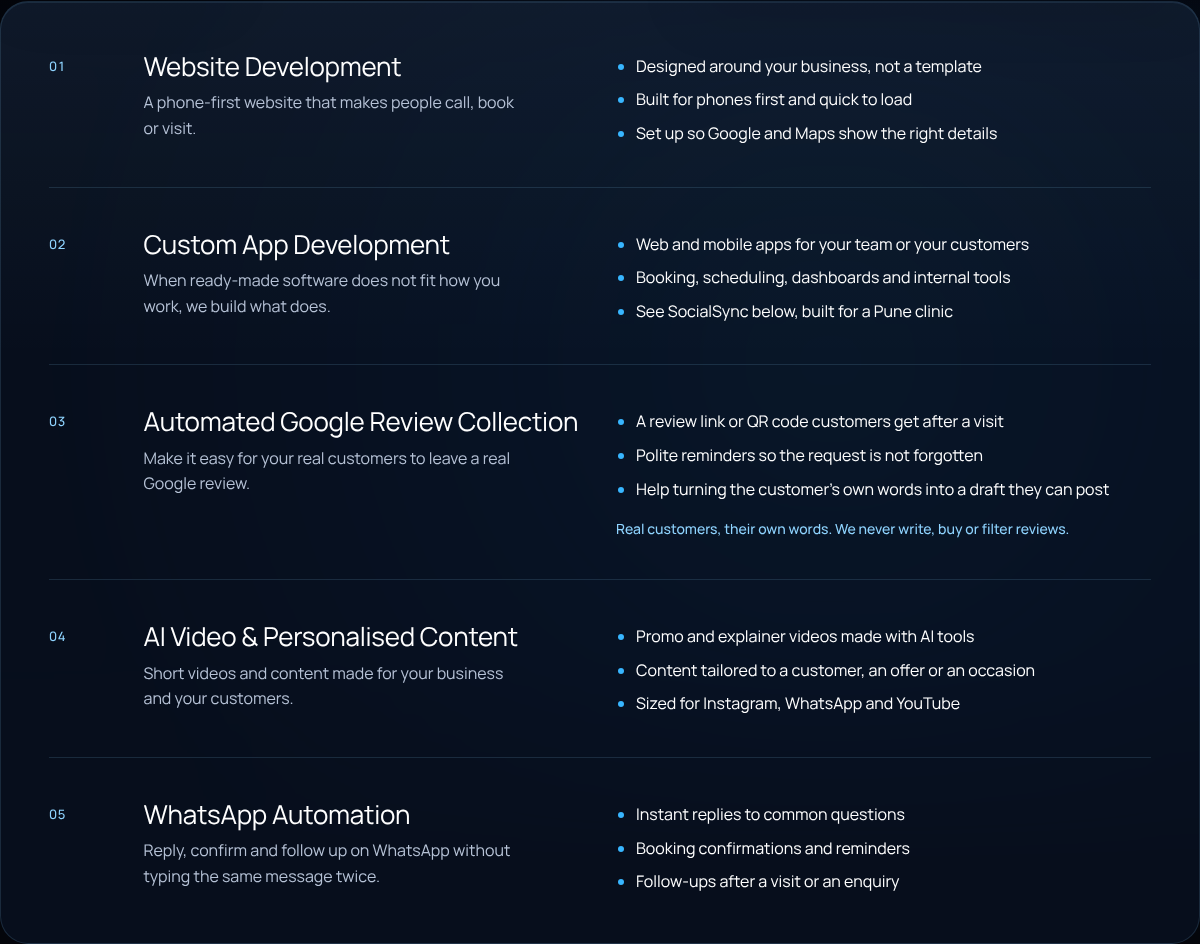 01
Website Development
A phone-first website that makes people call, book
or visit.
Designed around your business, not a template
Built for phones first and quick to load
Set up so Google and Maps show the right details
02
Custom App Development
When ready-made software does not fit how you
work, we build what does.
Web and mobile apps for your team or your customers
Booking, scheduling, dashboards and internal tools
See SocialSync below, built for a Pune clinic
03
Automated Google Review Collection
Make it easy for your real customers to leave a real
Google review.
A review link or QR code customers get after a visit
Polite reminders so the request is not forgotten
Help turning the customer's own words into a draft they can post
Real customers, their own words. We never write, buy or filter reviews.
04
AI Video & Personalised Content
Short videos and content made for your business
and your customers.
Promo and explainer videos made with AI tools
Content tailored to a customer, an offer or an occasion
Sized for Instagram, WhatsApp and YouTube
05
WhatsApp Automation
Reply, confirm and follow up on WhatsApp without
typing the same message twice.
Instant replies to common questions
Booking confirmations and reminders
Follow-ups after a visit or an enquiry